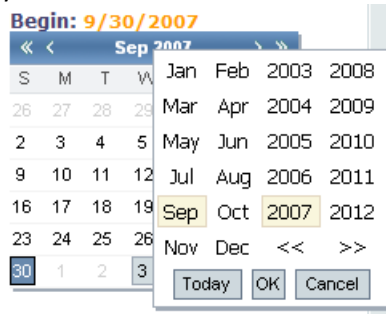 Begin: 9/30/2007
« < Sep 2007 > »
S M T W
26 27 28 29
2 3 4 5
9 10 11 12
16 17 18 19
23 24 25 26
30 1 2 3
Jan Feb 2003 2008
Mar Apr 2004 2009
May Jun 2005 2010
Jul Aug 2006 2011
Sep Oct 2007 2012
Nov Dec << >>
Today OK Cancel